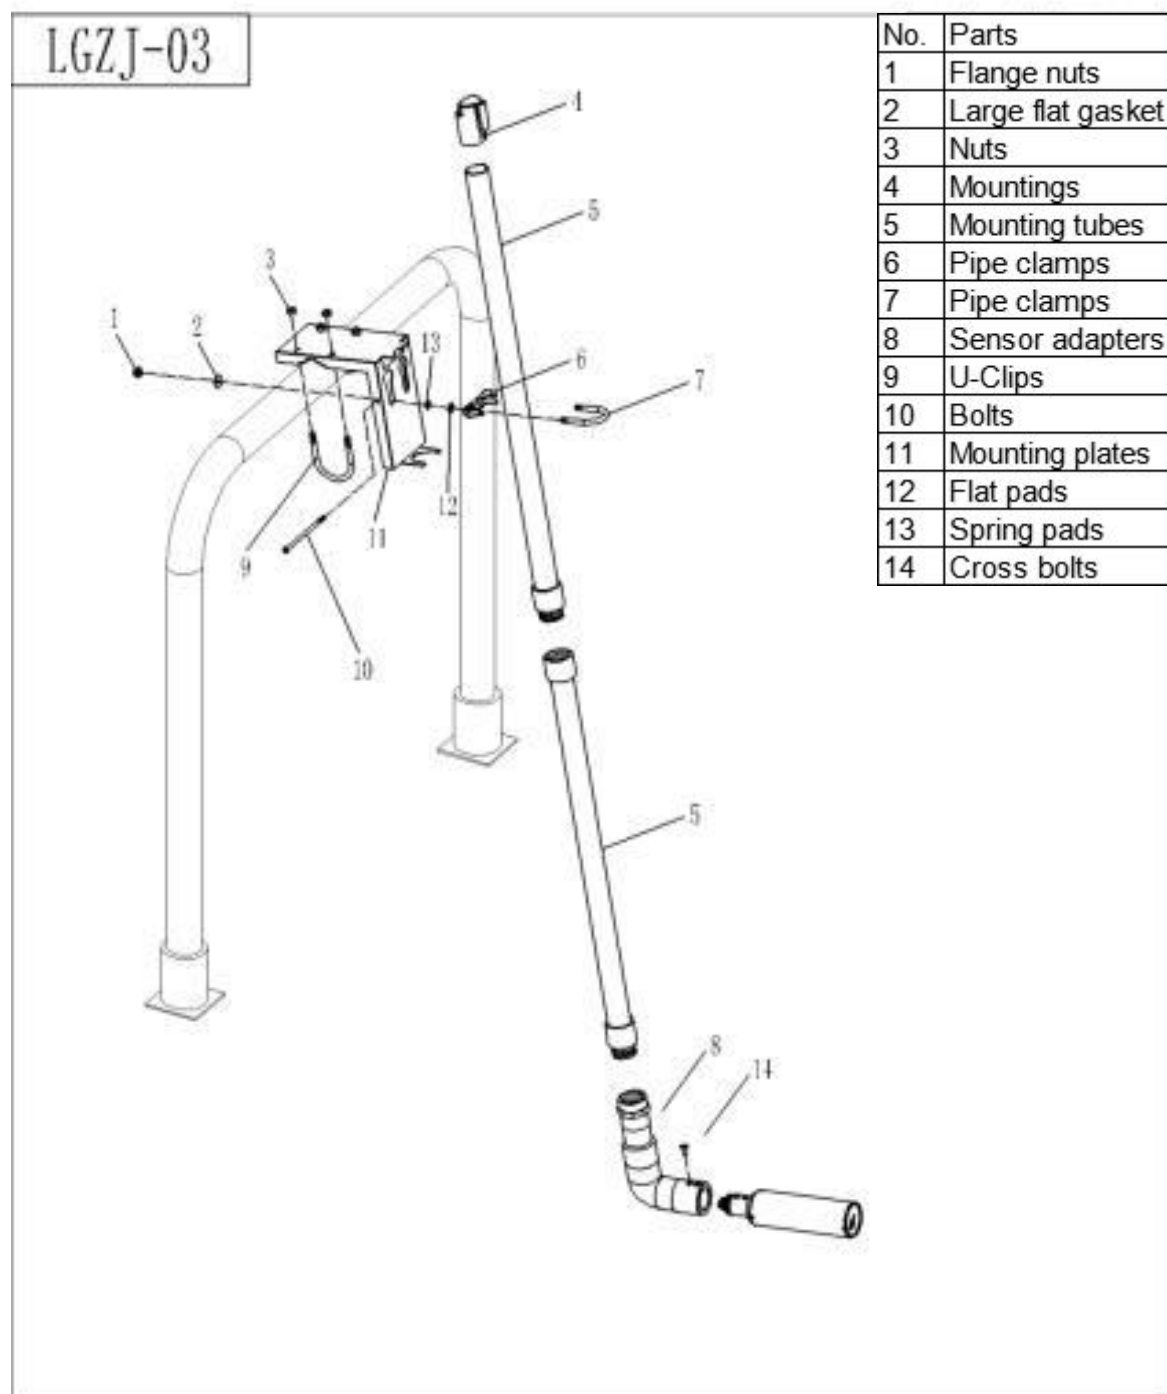 LGZJ-03
No. Parts
1 Flange nuts
2 Large flat gasket
3 Nuts
4 Mountings
5 Mounting tubes
6 Pipe clamps
7 Pipe clamps
8 Sensor adapters
9 U-Clips
10 Bolts
11 Mounting plates
12 Flat pads
13 Spring pads
14 Cross bolts
4
5
3
1
2
13
6
7
12
11
9
10
5
8
14